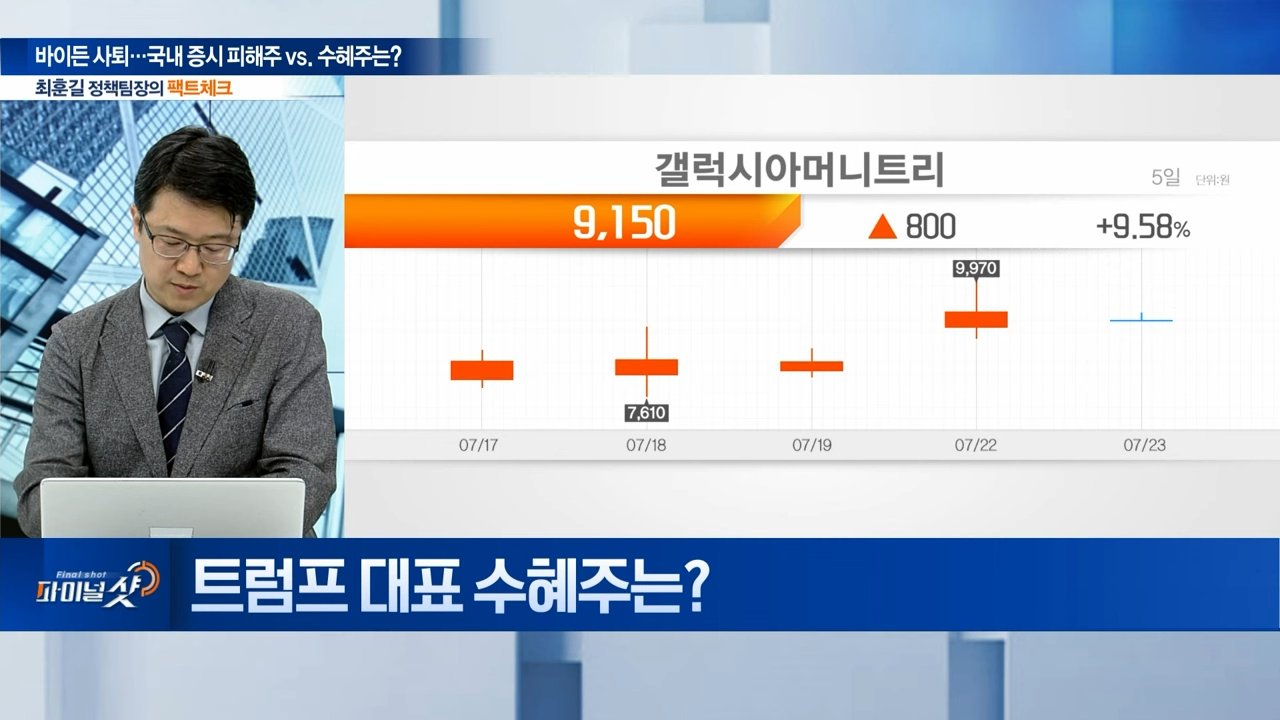 바이든 사퇴…국내 증시 피해주 vs. 수혜주는?
최훈길 정책팀장의 팩트체크
갤럭시아머니트리
5일 단위:원
9,150 ▲ 800 +9.58%
9,970
7,610
07/17 07/18 07/19 07/22 07/23
Final shot
파이널 샷
트럼프 대표 수혜주는?